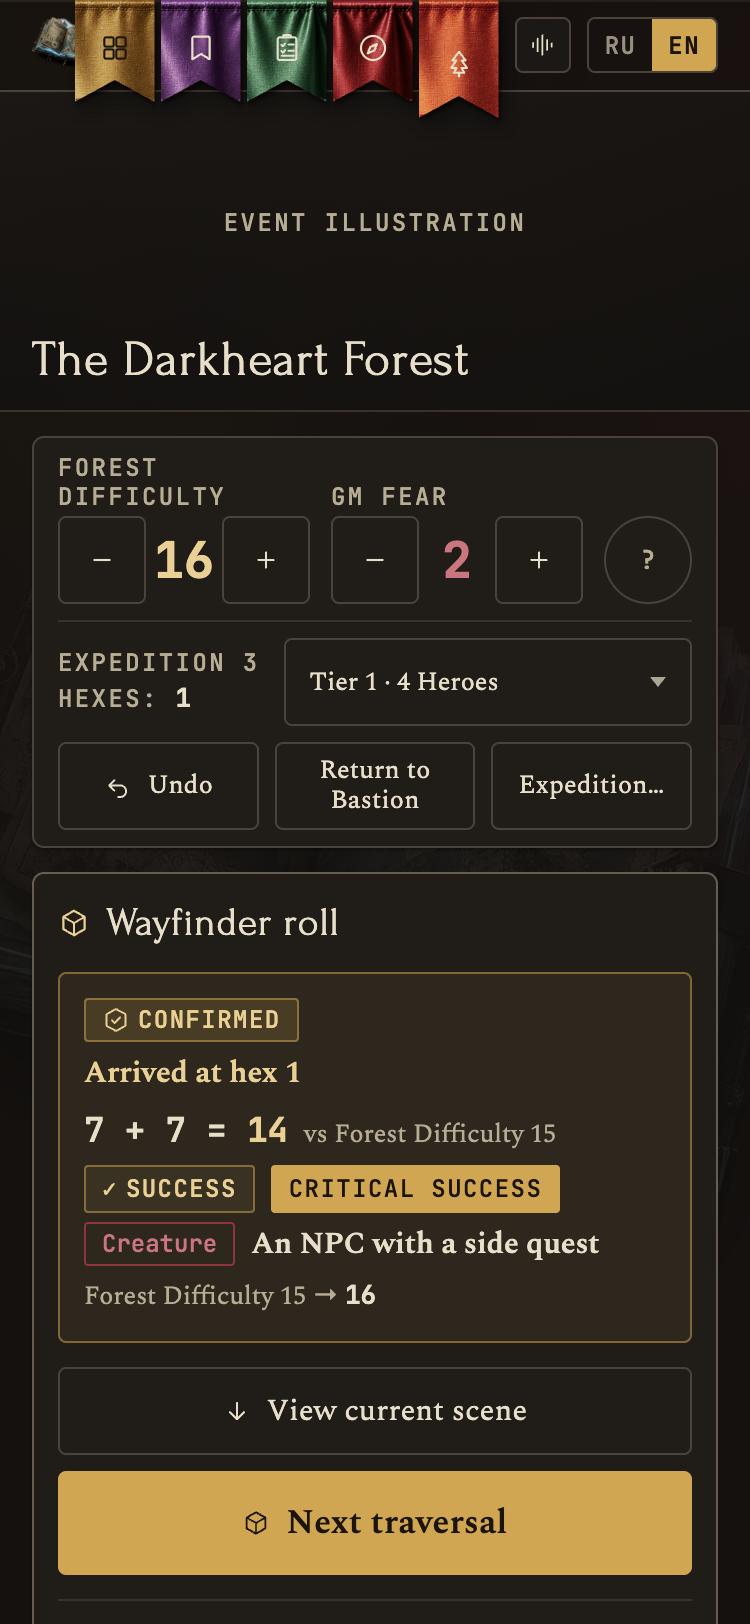 RU EN
EVENT ILLUSTRATION
The Darkheart Forest
FOREST
DIFFICULTY
GM FEAR
− 16 + − 2 + ?
EXPEDITION 3
HEXES: 1
Tier 1 · 4 Heroes
Undo
Return to
Bastion
Expedition…
Wayfinder roll
CONFIRMED
Arrived at hex 1
7 + 7 = 14 vs Forest Difficulty 15
✓ SUCCESS CRITICAL SUCCESS
Creature An NPC with a side quest
Forest Difficulty 15 → 16
↓ View current scene
Next traversal